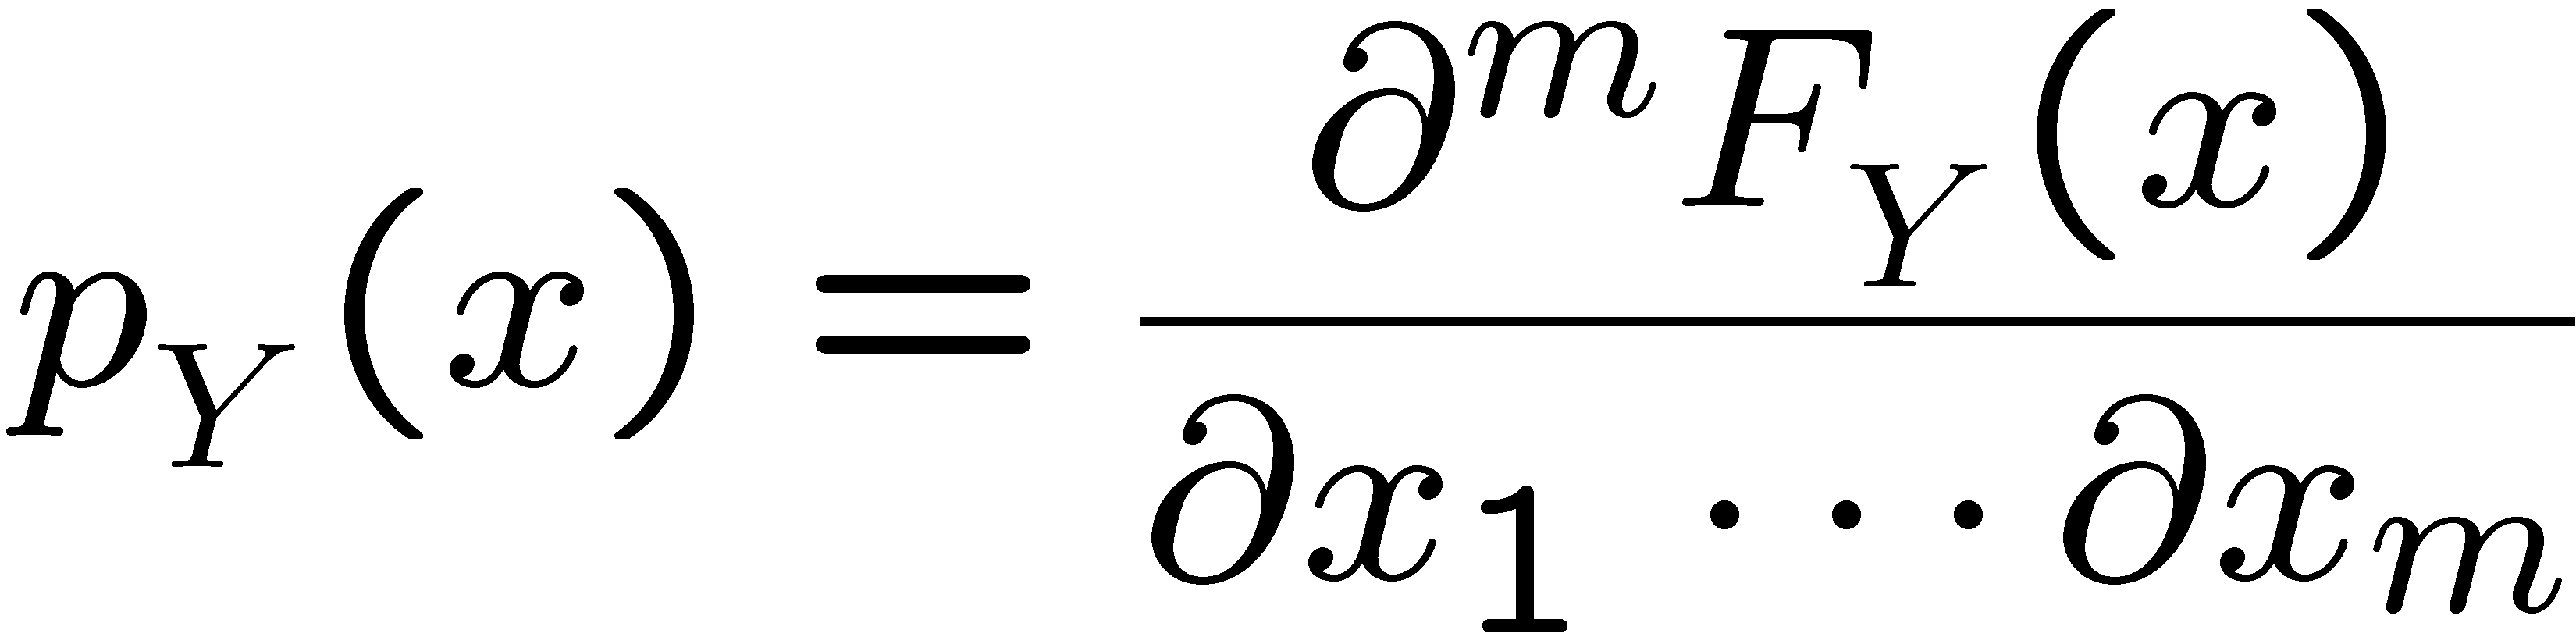 p_Y(x) = \frac{\partial^m F_Y(x)}{\partial x_1 \cdots \partial x_m}